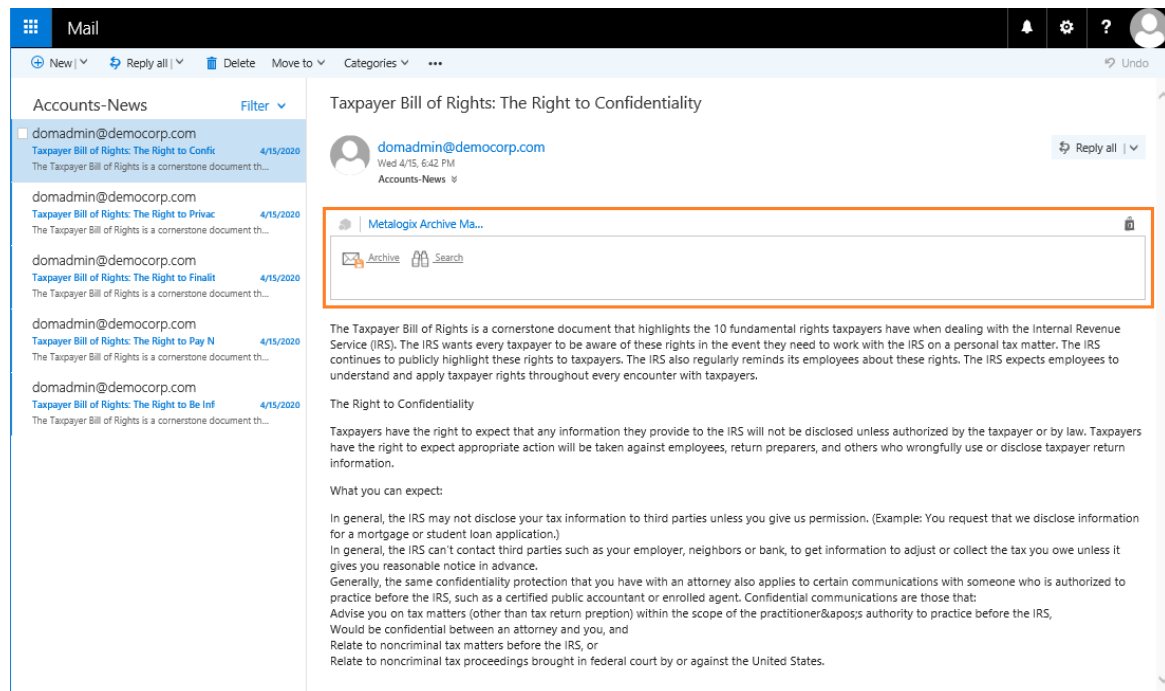 Mail
?
New
Reply all
Delete
Move to
Categories
•••
Undo
Accounts-News
Filter
domadmin@democorp.com
Taxpayer Bill of Rights: The Right to Confic 4/15/2020
The Taxpayer Bill of Rights is a cornerstone document th...
domadmin@democorp.com
Taxpayer Bill of Rights: The Right to Privac 4/15/2020
The Taxpayer Bill of Rights is a cornerstone document th...
domadmin@democorp.com
Taxpayer Bill of Rights: The Right to Finalit 4/15/2020
The Taxpayer Bill of Rights is a cornerstone document th...
domadmin@democorp.com
Taxpayer Bill of Rights: The Right to Pay N 4/15/2020
The Taxpayer Bill of Rights is a cornerstone document th...
domadmin@democorp.com
Taxpayer Bill of Rights: The Right to Be Inf 4/15/2020
The Taxpayer Bill of Rights is a cornerstone document th...
Taxpayer Bill of Rights: The Right to Confidentiality
domadmin@democorp.com
Wed 4/15, 6:42 PM
Accounts-News
Reply all
Metalogix Archive Ma...
Archive Search
The Taxpayer Bill of Rights is a cornerstone document that highlights the 10 fundamental rights taxpayers have when dealing with the Internal Revenue
Service (IRS). The IRS wants every taxpayer to be aware of these rights in the event they need to work with the IRS on a personal tax matter. The IRS
continues to publicly highlight these rights to taxpayers. The IRS also regularly reminds its employees about these rights. The IRS expects employees to
understand and apply taxpayer rights throughout every encounter with taxpayers.
The Right to Confidentiality
Taxpayers have the right to expect that any information they provide to the IRS will not be disclosed unless authorized by the taxpayer or by law. Taxpayers
have the right to expect appropriate action will be taken against employees, return preparers, and others who wrongfully use or disclose taxpayer return
information.
What you can expect:
In general, the IRS may not disclose your tax information to third parties unless you give us permission. (Example: You request that we disclose information
for a mortgage or student loan application.)
In general, the IRS can't contact third parties such as your employer, neighbors or bank, to get information to adjust or collect the tax you owe unless it
gives you reasonable notice in advance.
Generally, the same confidentiality protection that you have with an attorney also applies to certain communications with someone who is authorized to
practice before the IRS, such as a certified public accountant or enrolled agent. Confidential communications are those that:
Advise you on tax matters (other than tax return preption) within the scope of the practitioner&apos;s authority to practice before the IRS,
Would be confidential between an attorney and you, and
Relate to noncriminal tax matters before the IRS, or
Relate to noncriminal tax proceedings brought in federal court by or against the United States.